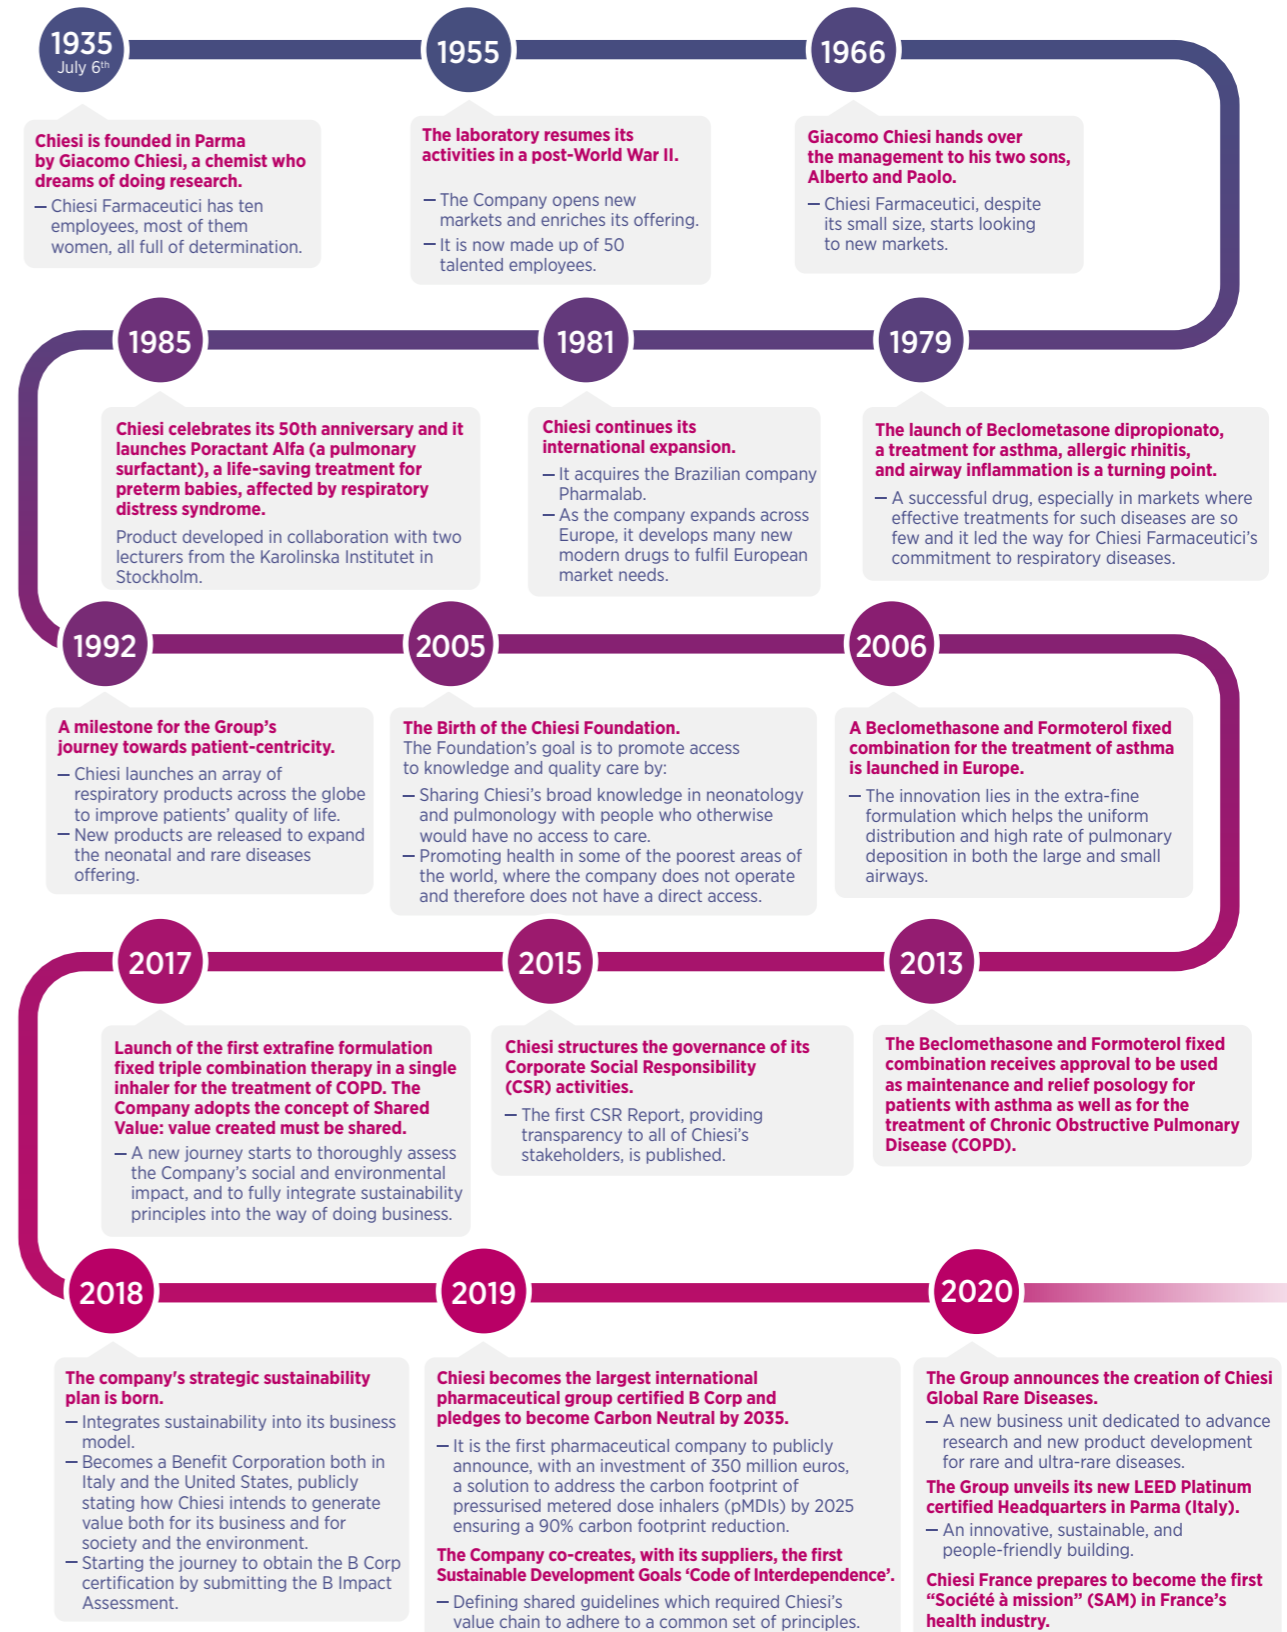 1935
July 6th
Chiesi is founded in Parma
by Giacomo Chiesi, a chemist who
dreams of doing research.
— Chiesi Farmaceutici has ten
employees, most of them
women, all full of determination.
1955
The laboratory resumes its
activities in a post-World War II.
— The Company opens new
markets and enriches its offering.
— It is now made up of 50
talented employees.
1966
Giacomo Chiesi hands over
the management to his two sons,
Alberto and Paolo.
— Chiesi Farmaceutici, despite
its small size, starts looking
to new markets.
1979
The launch of Beclometasone dipropionato,
a treatment for asthma, allergic rhinitis,
and airway inflammation is a turning point.
— A successful drug, especially in markets where
effective treatments for such diseases are so
few and it led the way for Chiesi Farmaceutici's
commitment to respiratory diseases.
1981
Chiesi continues its
international expansion.
— It acquires the Brazilian company
Pharmalab.
— As the company expands across
Europe, it develops many new
modern drugs to fulfil European
market needs.
1985
Chiesi celebrates its 50th anniversary and it
launches Poractant Alfa (a pulmonary
surfactant), a life-saving treatment for
preterm babies, affected by respiratory
distress syndrome.
Product developed in collaboration with two
lecturers from the Karolinska Institutet in
Stockholm.
1992
A milestone for the Group's
journey towards patient-centricity.
— Chiesi launches an array of
respiratory products across the globe
to improve patients' quality of life.
— New products are released to expand
the neonatal and rare diseases
offering.
2005
The Birth of the Chiesi Foundation.
The Foundation's goal is to promote access
to knowledge and quality care by:
— Sharing Chiesi's broad knowledge in neonatology
and pulmonology with people who otherwise
would have no access to care.
— Promoting health in some of the poorest areas of
the world, where the company does not operate
and therefore does not have a direct access.
2006
A Beclomethasone and Formoterol fixed
combination for the treatment of asthma
is launched in Europe.
— The innovation lies in the extra-fine
formulation which helps the uniform
distribution and high rate of pulmonary
deposition in both the large and small
airways.
2013
The Beclomethasone and Formoterol fixed
combination receives approval to be used
as maintenance and relief posology for
patients with asthma as well as for the
treatment of Chronic Obstructive Pulmonary
Disease (COPD).
2015
Chiesi structures the governance of its
Corporate Social Responsibility
(CSR) activities.
— The first CSR Report, providing
transparency to all of Chiesi's
stakeholders, is published.
2017
Launch of the first extrafine formulation
fixed triple combination therapy in a single
inhaler for the treatment of COPD. The
Company adopts the concept of Shared
Value: value created must be shared.
— A new journey starts to thoroughly assess
the Company's social and environmental
impact, and to fully integrate sustainability
principles into the way of doing business.
2018
The company's strategic sustainability
plan is born.
— Integrates sustainability into its business
model.
— Becomes a Benefit Corporation both in
Italy and the United States, publicly
stating how Chiesi intends to generate
value both for its business and for
society and the environment.
— Starting the journey to obtain the B Corp
certification by submitting the B Impact
Assessment.
2019
Chiesi becomes the largest international
pharmaceutical group certified B Corp and
pledges to become Carbon Neutral by 2035.
— It is the first pharmaceutical company to publicly
announce, with an investment of 350 million euros,
a solution to address the carbon footprint of
pressurised metered dose inhalers (pMDIs) by 2025
ensuring a 90% carbon footprint reduction.
The Company co-creates, with its suppliers, the first
Sustainable Development Goals 'Code of Interdependence'.
— Defining shared guidelines which required Chiesi's
value chain to adhere to a common set of principles.
2020
The Group announces the creation of Chiesi
Global Rare Diseases.
— A new business unit dedicated to advance
research and new product development
for rare and ultra-rare diseases.
The Group unveils its new LEED Platinum
certified Headquarters in Parma (Italy).
— An innovative, sustainable, and
people-friendly building.
Chiesi France prepares to become the first
“Société à mission” (SAM) in France's
health industry.